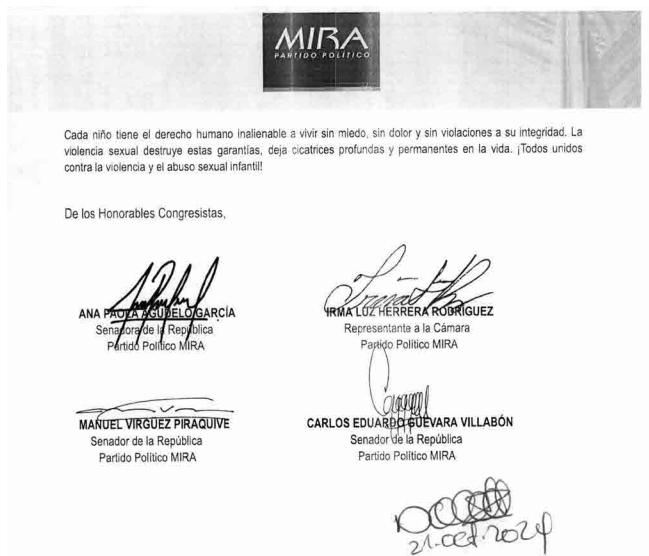 MIRA
PARTIDO POLÍTICO
Cada niño tiene el derecho humano inalienable a vivir sin miedo, sin dolor y sin violaciones a su integridad. La
violencia sexual destruye estas garantías, deja cicatrices profundas y permanentes en la vida. ¡Todos unidos
contra la violencia y el abuso sexual infantil!
De los Honorables Congresistas,
ANA PAOLA AGUDELO GARCÍA
Senadora de la República
Partido Político MIRA
IRMA LUZ HERRERA RODRÍGUEZ
Representante a la Cámara
Partido Político MIRA
MANUEL VIRGÜEZ PIRAQUIVE
Senador de la República
Partido Político MIRA
CARLOS EDUARDO GUEVARA VILLABÓN
Senador de la República
Partido Político MIRA
21-oct-2024